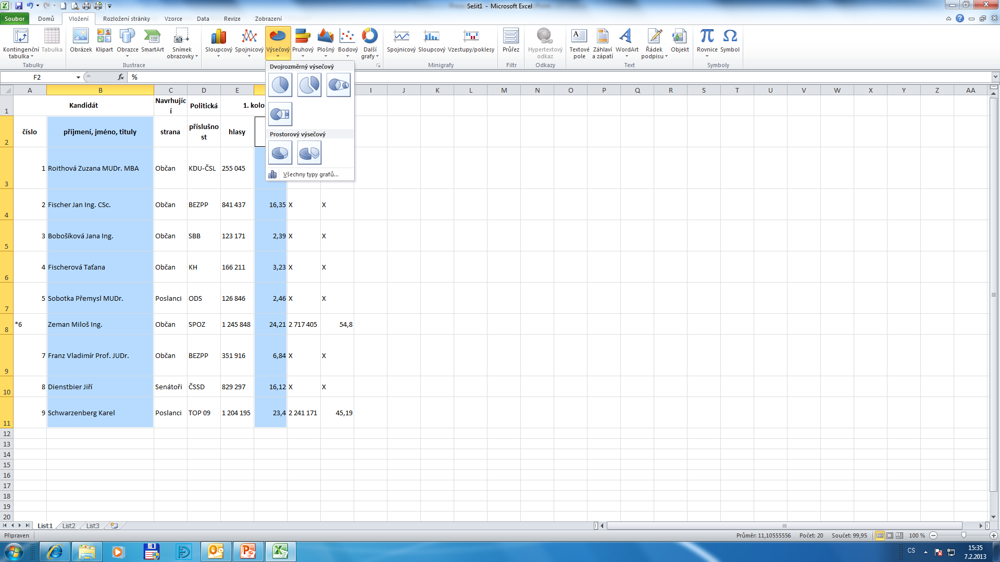 Sešit1 - Microsoft Excel
Soubor Domů Vložení Rozložení stránky Vzorce Data Revize Zobrazení
Kontingenční tabulka Tabulka Obrázek Klipart Obrazce SmartArt Snímek obrazovky Sloupcový Spojnicový Výsečový Pruhový Plošný Bodový Další grafy Spojnicový Sloupcový Vzestupy/poklesy Průřez Hypertextový odkaz Textové pole Záhlaví a zápatí WordArt Řádek podpisu Objekt Rovnice Symbol
Tabulky Ilustrace Minigrafy Filtr Odkazy Text Symboly
F2 fx %
Dvojrozměrný výsečový
Prostorový výsečový
Všechny typy grafů...
A B C D E I J K L M N O P Q R S T U V W X Y Z AA
1 Kandidát Navrhujíc í Politická 1. kolo
2 číslo příjmení, jméno, tituly strana příslušno st hlasy
3 1 Roithová Zuzana MUDr. MBA Občan KDU-ČSL 255 045
4 2 Fischer Jan Ing. CSc. Občan BEZPP 841 437 16,35 X X
5 3 Bobošíková Jana Ing. Občan SBB 123 171 2,39 X X
6 4 Fischerová Taťana Občan KH 166 211 3,23 X X
7 5 Sobotka Přemysl MUDr. Poslanci ODS 126 846 2,46 X X
8 *6 Zeman Miloš Ing. Občan SPOZ 1 245 848 24,21 2 717 405 54,8
9 7 Franz Vladimír Prof. JUDr. Občan BEZPP 351 916 6,84 X X
10 8 Dienstbier Jiří Senátoři ČSSD 829 297 16,12 X X
11 9 Schwarzenberg Karel Poslanci TOP 09 1 204 195 23,4 2 241 171 45,19
12
13
14
15
16
17
18
19
20
List1 List2 List3
Připraven Průměr: 11,10555556 Počet: 20 Součet: 99,95 100 %
CS 15:35
7.2.2013